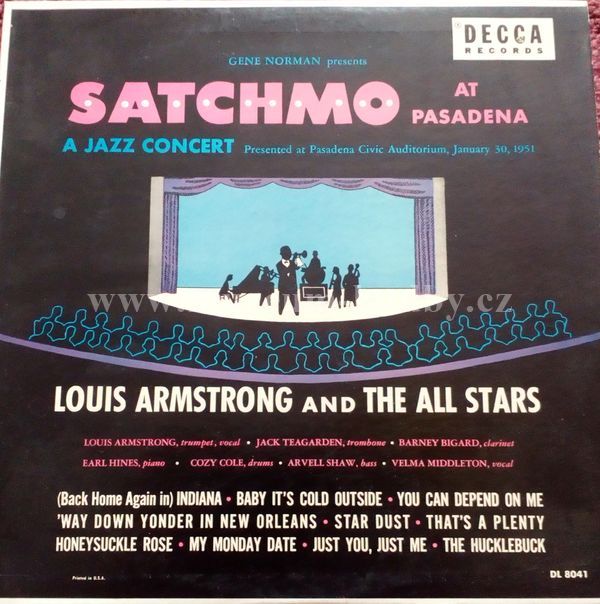 DECCA
RECORDS
GENE NORMAN presents
SATCHMO AT
PASADENA
A JAZZ CONCERT Presented at Pasadena Civic Auditorium, January 30, 1951
LOUIS ARMSTRONG AND THE ALL STARS
LOUIS ARMSTRONG, trumpet, vocal • JACK TEAGARDEN, trombone • BARNEY BIGARD, clarinet
EARL HINES, piano • COZY COLE, drums • ARVELL SHAW, bass • VELMA MIDDLETON, vocal
(Back Home Again in) INDIANA • BABY IT'S COLD OUTSIDE • YOU CAN DEPEND ON ME
'WAY DOWN YONDER IN NEW ORLEANS • STAR DUST • THAT'S A PLENTY
HONEYSUCKLE ROSE • MY MONDAY DATE • JUST YOU, JUST ME • THE HUCKLEBUCK
Printed in U.S.A.
DL 8041